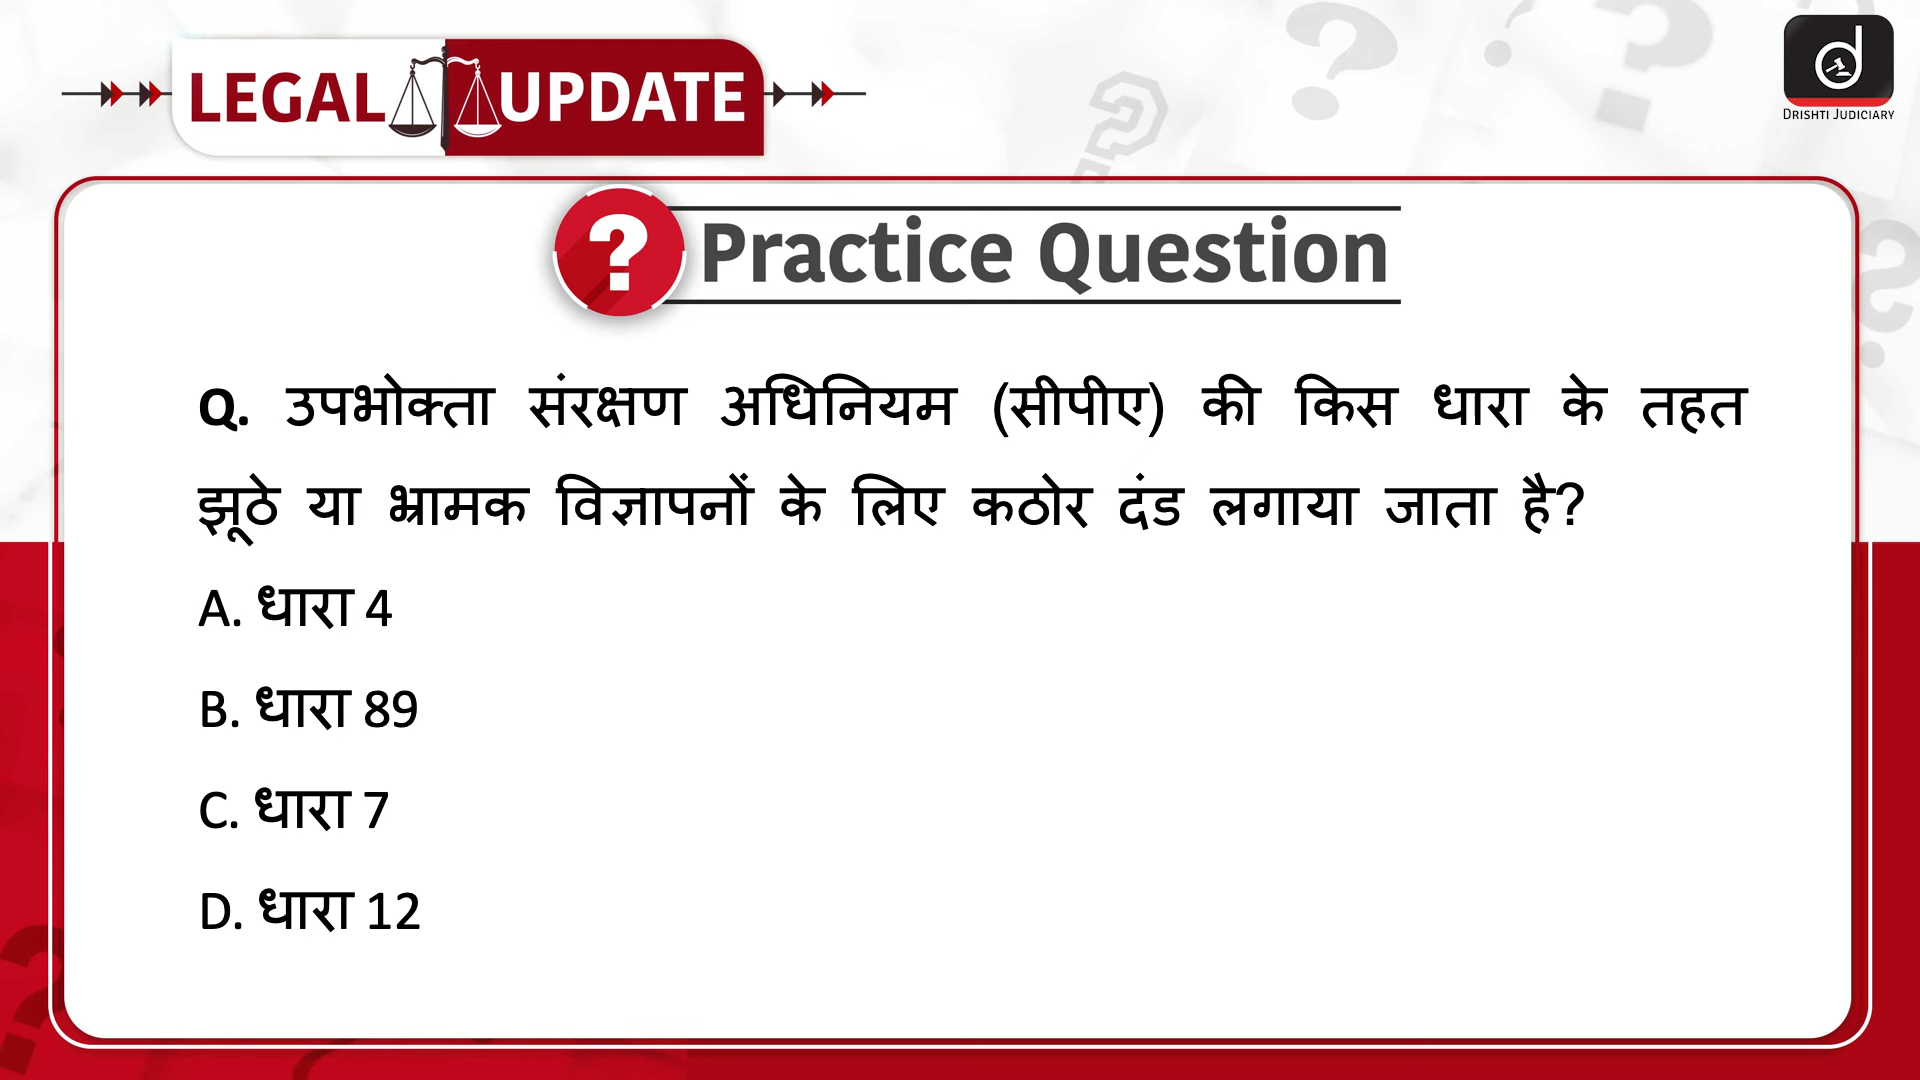 LEGAL UPDATE
DRISHTI JUDICIARY
Practice Question
Q. उपभोक्ता संरक्षण अधिनियम (सीपीए) की किस धारा के तहत
झूठे या भ्रामक विज्ञापनों के लिए कठोर दंड लगाया जाता है?
A. धारा 4
B. धारा 89
C. धारा 7
D. धारा 12